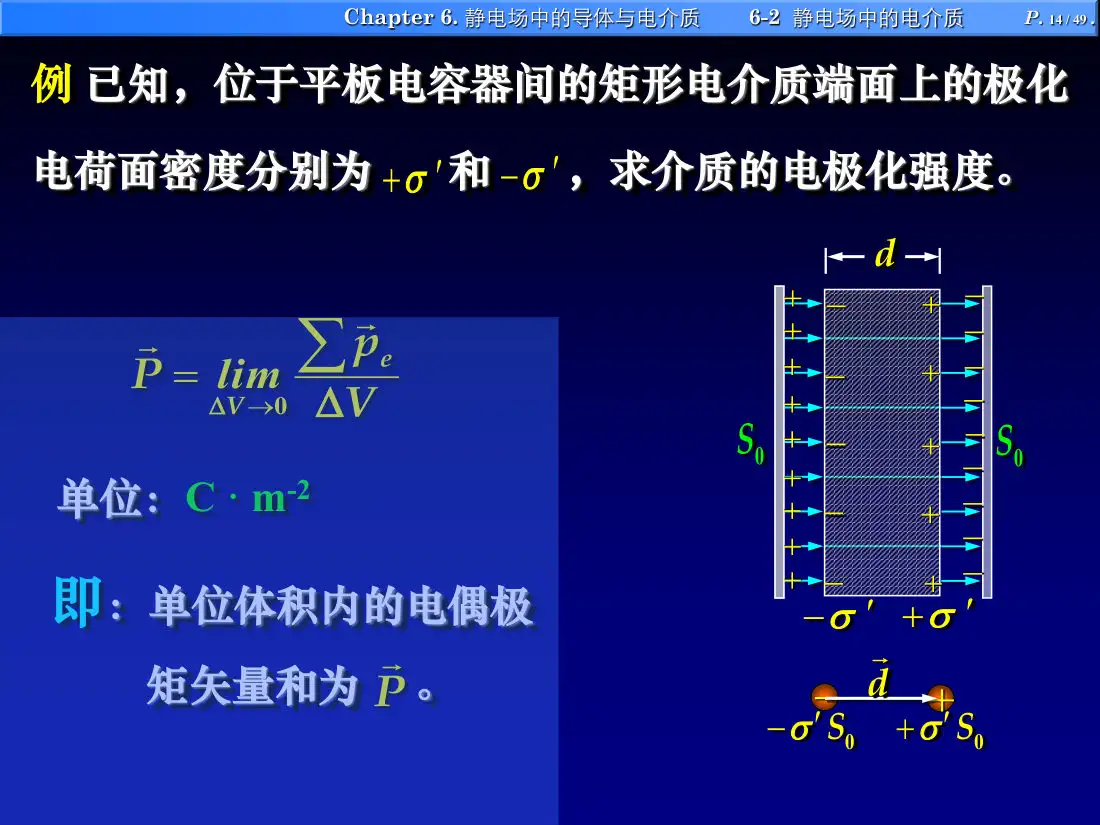 Chapter 6. 静电场中的导体与电介质 6-2 静电场中的电介质 P. 14 / 49 .
例 已知，位于平板电容器间的矩形电介质端面上的极化
电荷面密度分别为 +σ′ 和 −σ′ ，求介质的电极化强度。
d
P⃗ = lim_{ΔV→0} ∑p⃗ₑ / ΔV
+ − + −
+ −
+ − + −
+
S₀ + − + − S₀
+ −
+ − + −
+ −
+ − + −
单位：C · m⁻²
−σ′ +σ′
即：单位体积内的电偶极
矩矢量和为 P⃗ 。
d⃗
− +
−σ′S₀ +σ′S₀